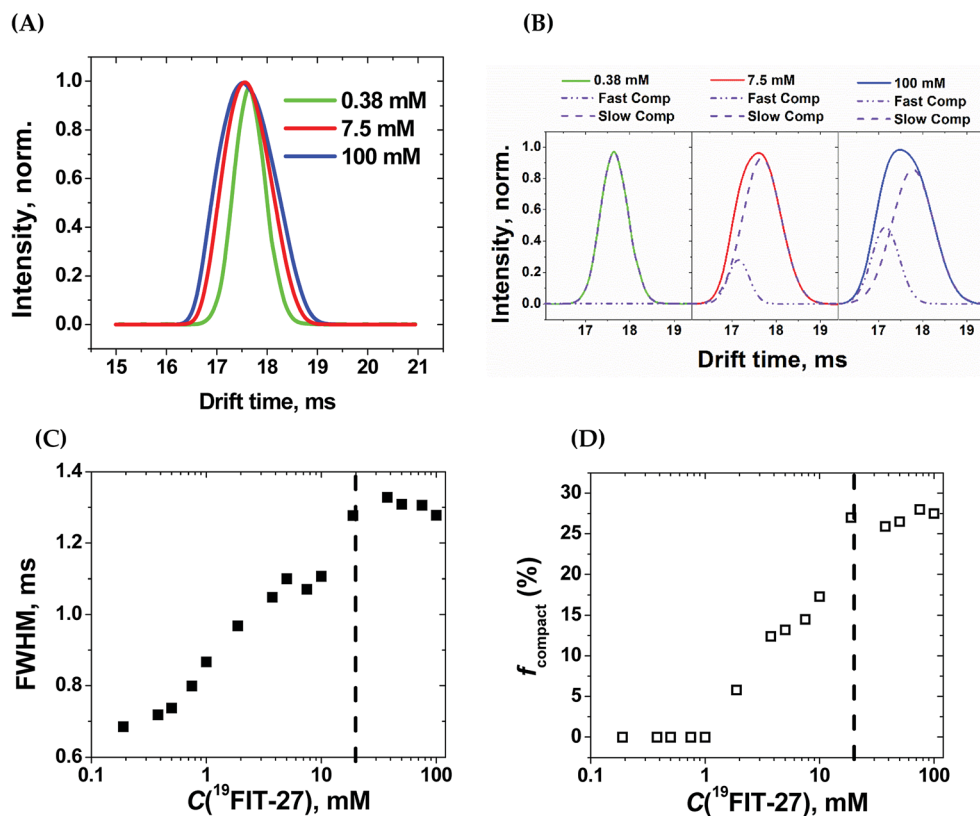 (A)
1.0
0.8
0.6
0.4
0.2
0.0
Intensity, norm.
0.38 mM
7.5 mM
100 mM
15 16 17 18 19 20 21
Drift time, ms
(B)
0.38 mM
Fast Comp
Slow Comp
7.5 mM
Fast Comp
Slow Comp
100 mM
Fast Comp
Slow Comp
1.0
0.8
0.6
0.4
0.2
0.0
Intensity, norm.
17 18 19 17 18 19 17 18 19
Drift time, ms
(C)
1.4
1.2
1.0
0.8
0.6
FWHM, ms
0.1 1 10 100
C(¹⁹FIT-27), mM
(D)
30
25
20
15
10
5
0
f compact (%)
0.1 1 10 100
C(¹⁹FIT-27), mM